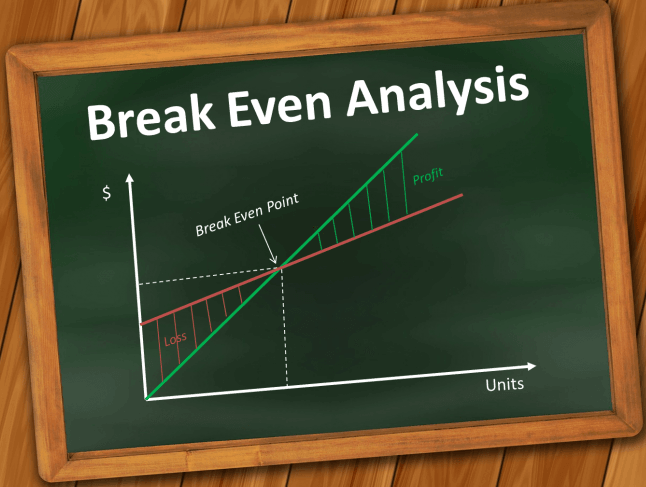 Break Even Analysis
$
Profit
Break Even Point
Loss
Units